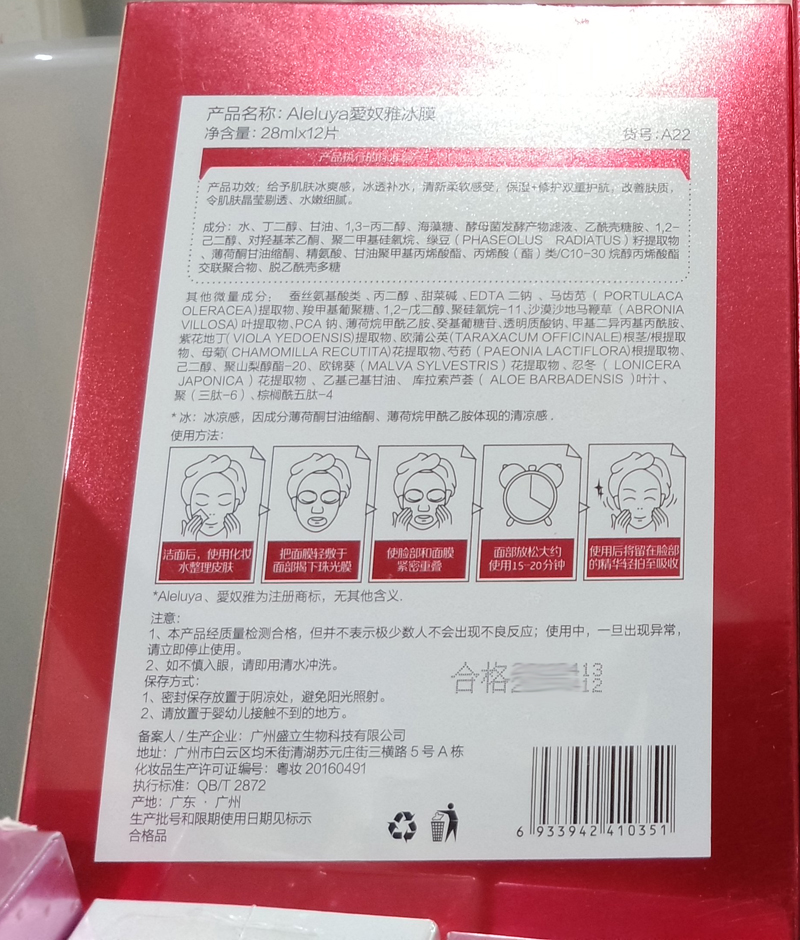 产品名称：Aleluya愛奴雅冰膜
净含量：28mlx12片
货号:A22
产品执行的标准
产品功效：给予肌肤冰爽感，冰透补水，清新柔软感受，保湿+修护双重护航，改善肤质，
令肌肤晶莹剔透、水嫩细腻。
成分：水、丁二醇、甘油、1,3-丙二醇、海藻糖、酵母菌发酵产物滤液、乙酰壳糖胺、1,2-
己二醇、对羟基苯乙酮、聚二甲基硅氧烷、绿豆（PHASEOLUS RADIATUS）籽提取物
、薄荷酮甘油缩酮、精氨酸、甘油聚甲基丙烯酸酯、丙烯酸（酯）类/C10-30 烷醇丙烯酸酯
交联聚合物、脱乙酰壳多糖
其他微量成分： 蚕丝氨基酸类 、丙二醇 、甜菜碱 、EDTA 二钠 、马齿苋（ PORTULACA
OLERACEA)提取物、羧甲基葡聚糖、1,2-戊二醇、聚硅氧烷-11、沙漠沙地马鞭草（ABRONIA
VILLOSA)叶提取物、PCA 钠、薄荷烷甲酰乙胺、癸基葡糖苷、透明质酸钠、甲基二异丙基丙酰胺、
紫花地丁(VIOLA YEDOENSIS)提取物、欧蒲公英(TARAXACUM OFFICINALE)根茎/根提取
物、母菊( CHAMOMILLA RECUTITA)花提取物、芍药（PAEONIA LACTIFLORA)根提取物、
己二醇、聚山梨醇酯-20、欧锦葵（MALVA SYLVESTRIS）花提取物、忍冬（ LONICERA
JAPONICA ）花提取物 、乙基己基甘油、 库拉索芦荟（ ALOE BARBADENSIS ）叶汁、
聚（三肽-6）、棕榈酰五肽-4
*冰：冰凉感，因成分薄荷酮甘油缩酮、薄荷烷甲酰乙胺体现的清凉感 .
使用方法：
洁面后，使用化妆
水整理皮肤
把面膜轻敷于
面部揭下珠光膜
使脸部和面膜
紧密重叠
面部放松大约
使用15-20分钟
使用后将留在脸部
的精华轻拍至吸收
*Aleluya、愛奴雅为注册商标，无其他含义.
注意：
1、本产品经质量检测合格，但并不表示极少数人不会出现不良反应；使用中，一旦出现异常，
请立即停止使用。
2、如不慎入眼，请即用清水冲洗。
保存方式：
1、密封保存放置于阴凉处，避免阳光照射。
2、请放置于婴幼儿接触不到的地方。
合格
13
12
备案人/生产企业：广州盛立生物科技有限公司
地址：广州市白云区均禾街清湖苏元庄街三横路 5 号 A 栋
化妆品生产许可证编号：粤妆 20160491
执行标准：QB/T 2872
产地：广东 · 广州
生产批号和限期使用日期见标示
合格品
6 933942 410351